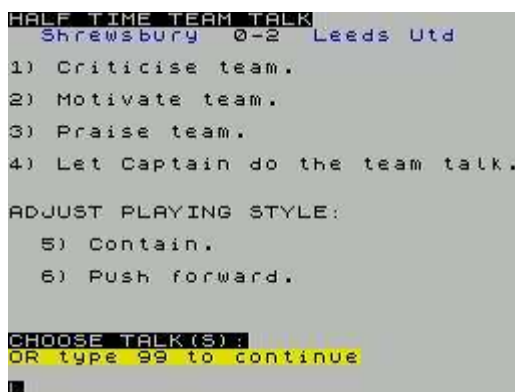 HALF TIME TEAM TALK
Shrewsbury 0-2 Leeds Utd
1) Criticise team.
2) Motivate team.
3) Praise team.
4) Let Captain do the team talk.
ADJUST PLAYING STYLE:
5) Contain.
6) Push forward.
CHOOSE TALK(S):
OR type 99 to continue
L